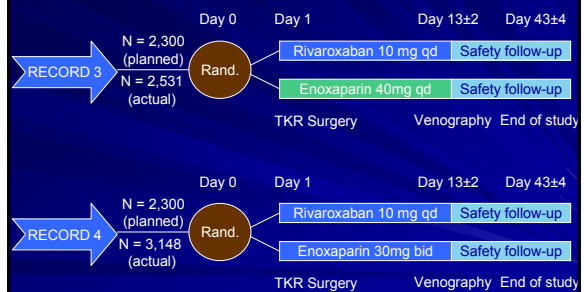 Day 0 Day 1 Day 13±2 Day 43±4
N = 2,300
(planned)
RECORD 3
N = 2,531
(actual)
Rand.
Rivaroxaban 10 mg qd Safety follow-up
Enoxaparin 40mg qd Safety follow-up
TKR Surgery Venography End of study
Day 0 Day 1 Day 13±2 Day 43±4
N = 2,300
(planned)
RECORD 4
N = 3,148
(actual)
Rand.
Rivaroxaban 10 mg qd Safety follow-up
Enoxaparin 30mg bid Safety follow-up
TKR Surgery Venography End of study